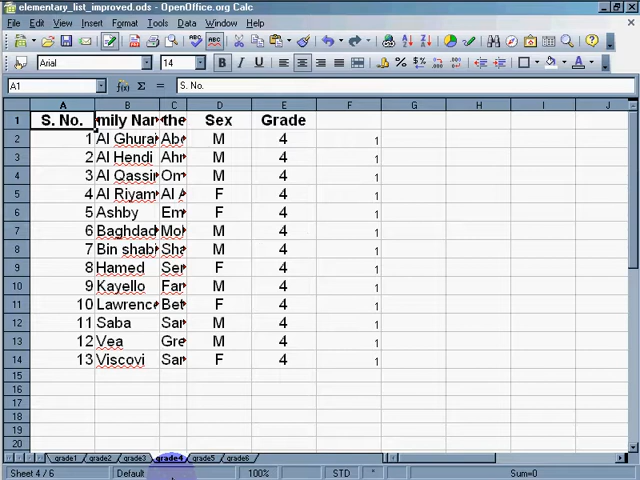 elementary_list_improved.ods - OpenOffice.org Calc
File Edit View Insert Format Tools Data Window Help
Arial 14 B I U
A1 S. No.
A B C D E F G H I J
1 S. No. mily Nar the Sex Grade
2 1 Al Ghurai Abd M 4 1
3 2 Al Hendi Ahr M 4 1
4 3 Al Qassir Om M 4 1
5 4 Al Riyam Al A F 4 1
6 5 Ashby Em F 4 1
7 6 Baghdad Mo M 4 1
8 7 Bin shabi Sha M 4 1
9 8 Hamed Ser F 4 1
10 9 Kayello Far M 4 1
11 10 Lawrence Bet F 4 1
12 11 Saba Sar M 4 1
13 12 Vea Gre M 4 1
14 13 Viscovi Sar F 4 1
15
16
17
18
19
20
grade1 grade2 grade3 grade4 grade5 grade6
Sheet 4 / 6 Default 100% STD * Sum=0